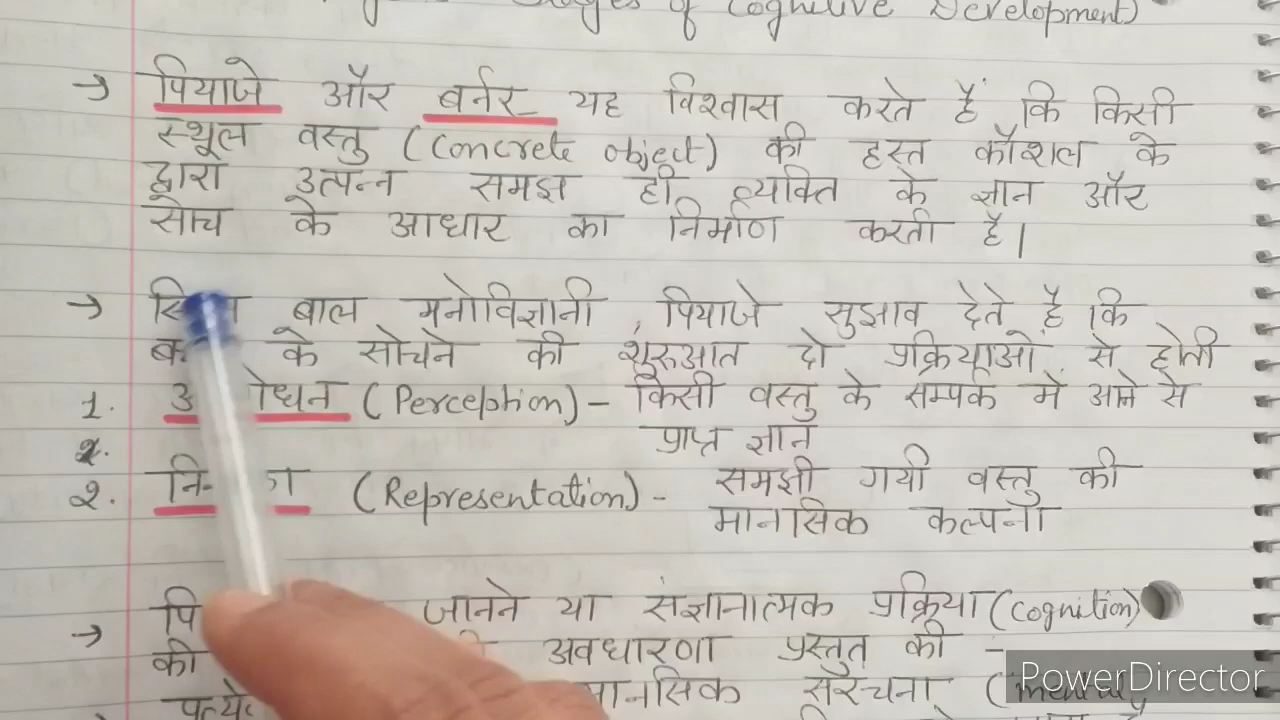 Stages of Cognitive Development)
→ पियाजे और बर्नर यह विश्वास करते हैं कि किसी
स्थूल वस्तु (Concrete object) की हस्त कौशल के
द्वारा उत्पन्न समझ ही व्यक्ति के ज्ञान और
सोच के आधार का निर्माण करती है।
→ बाल मनोविज्ञानी, पियाजे सुझाव देते है कि
के सोचने की शुरूआत दो प्रक्रियाओं से होती
1. (Perception) - किसी वस्तु के सम्पर्क में आने से
प्राप्त ज्ञान
2. (Representation) - समझी गयी वस्तु की
मानसिक कल्पना
→ जानने या संज्ञानात्मक प्रक्रिया (Cognition)
की अवधारणा प्रस्तुत की -
मानसिक संरचना (mental
PowerDirector